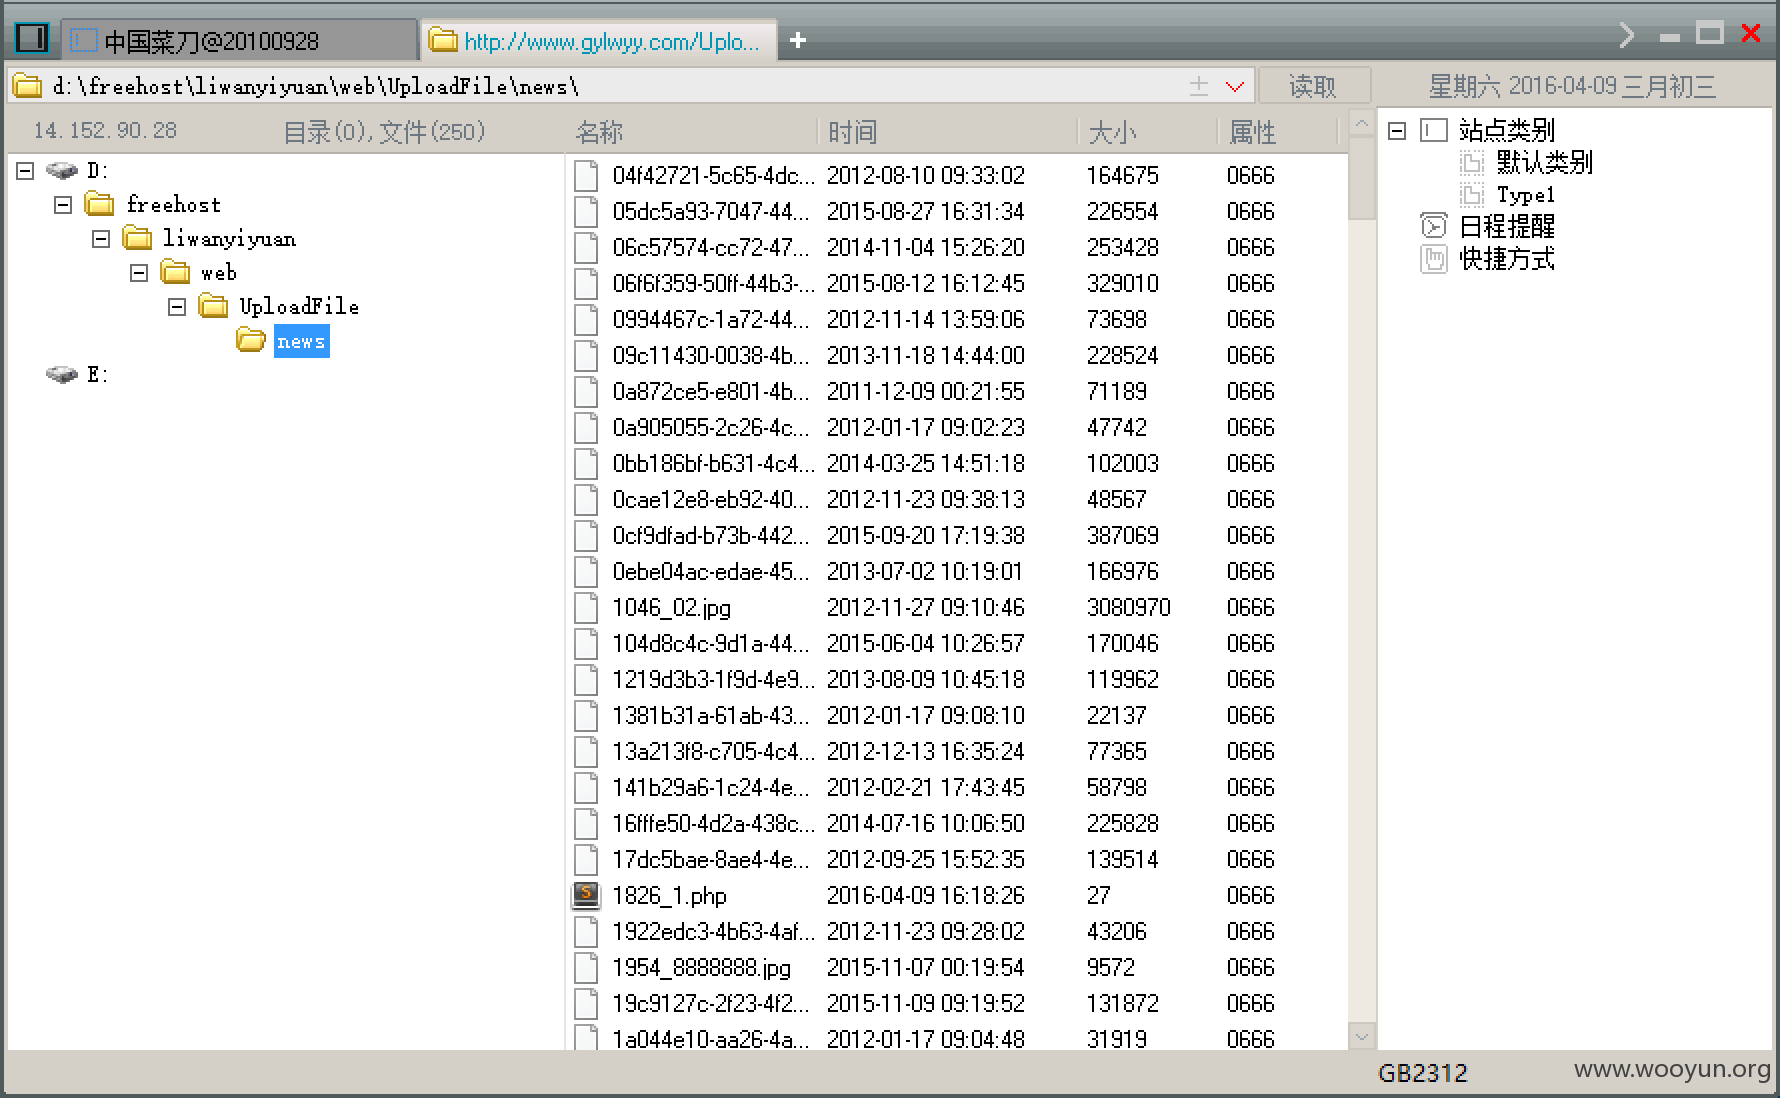 中国菜刀@20100928
http://www.gylwyy.com/Uplo...
+
d:\freehost\liwanyiyuan\web\UploadFile\news\
读取
星期六 2016-04-09 三月初三
14.152.90.28
目录(0),文件(250)
名称 时间 大小 属性
D:
freehost
liwanyiyuan
web
UploadFile
news
E:
04f42721-5c65-4dc... 2012-08-10 09:33:02 164675 0666
05dc5a93-7047-44... 2015-08-27 16:31:34 226554 0666
06c57574-cc72-47... 2014-11-04 15:26:20 253428 0666
06f6f359-50ff-44b3-... 2015-08-12 16:12:45 329010 0666
0994467c-1a72-44... 2012-11-14 13:59:06 73698 0666
09c11430-0038-4b... 2013-11-18 14:44:00 228524 0666
0a872ce5-e801-4b... 2011-12-09 00:21:55 71189 0666
0a905055-2c26-4c... 2012-01-17 09:02:23 47742 0666
0bb186bf-b631-4c4... 2014-03-25 14:51:18 102003 0666
0cae12e8-eb92-40... 2012-11-23 09:38:13 48567 0666
0cf9dfad-b73b-442... 2015-09-20 17:19:38 387069 0666
0ebe04ac-edae-45... 2013-07-02 10:19:01 166976 0666
1046_02.jpg 2012-11-27 09:10:46 3080970 0666
104d8c4c-9d1a-44... 2015-06-04 10:26:57 170046 0666
1219d3b3-1f9d-4e9... 2013-08-09 10:45:18 119962 0666
1381b31a-61ab-43... 2012-01-17 09:08:10 22137 0666
13a213f8-c705-4c4... 2012-12-13 16:35:24 77365 0666
141b29a6-1c24-4e... 2012-02-21 17:43:45 58798 0666
16fffe50-4d2a-438c... 2014-07-16 10:06:50 225828 0666
17dc5bae-8ae4-4e... 2012-09-25 15:52:35 139514 0666
1826_1.php 2016-04-09 16:18:26 27 0666
1922edc3-4b63-4af... 2012-11-23 09:28:02 43206 0666
1954_8888888.jpg 2015-11-07 00:19:54 9572 0666
19c9127c-2f23-4f2... 2015-11-09 09:19:52 131872 0666
1a044e10-aa26-4a... 2012-01-17 09:04:48 31919 0666
站点类别
默认类别
Type1
日程提醒
快捷方式
GB2312
www.wooyun.org